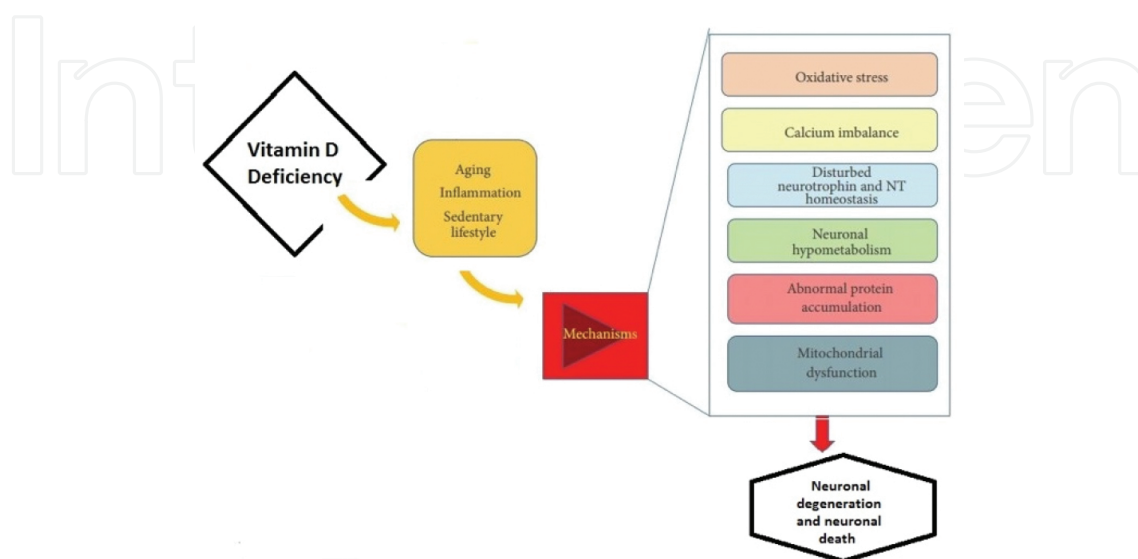 Vitamin D
Deficiency
Aging
Inflammation
Sedentary
lifestyle
Mechanisms
Oxidative stress
Calcium imbalance
Disturbed
neurotrophin and NT
homeostasis
Neuronal
hypometabolism
Abnormal protein
accumulation
Mitochondrial
dysfunction
Neuronal
degeneration
and neuronal
death